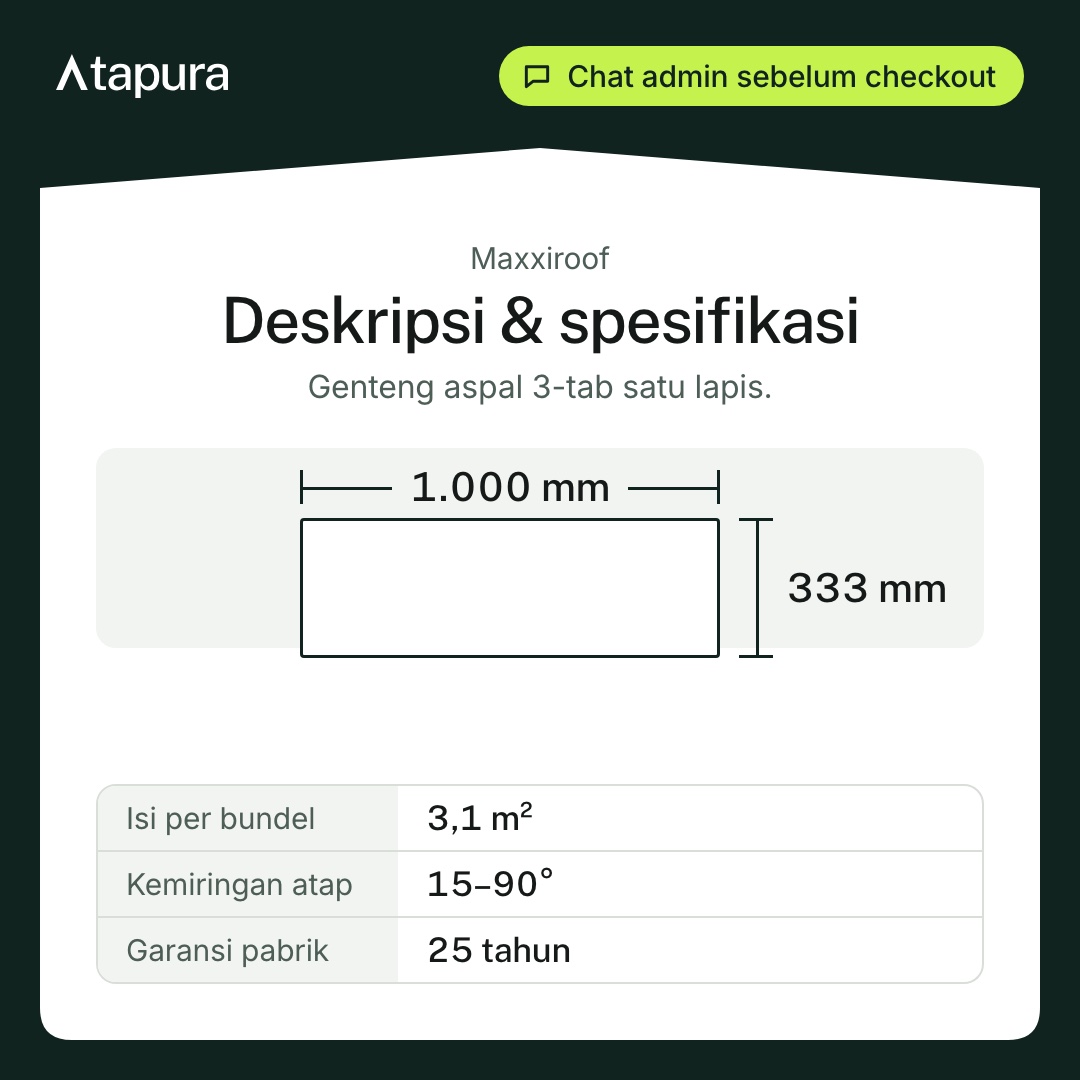 Atapura
Chat admin sebelum checkout
Maxxiroof
Deskripsi & spesifikasi
Genteng aspal 3-tab satu lapis.
1.000 mm
333 mm
Isi per bundel 3,1 m²
Kemiringan atap 15–90°
Garansi pabrik 25 tahun